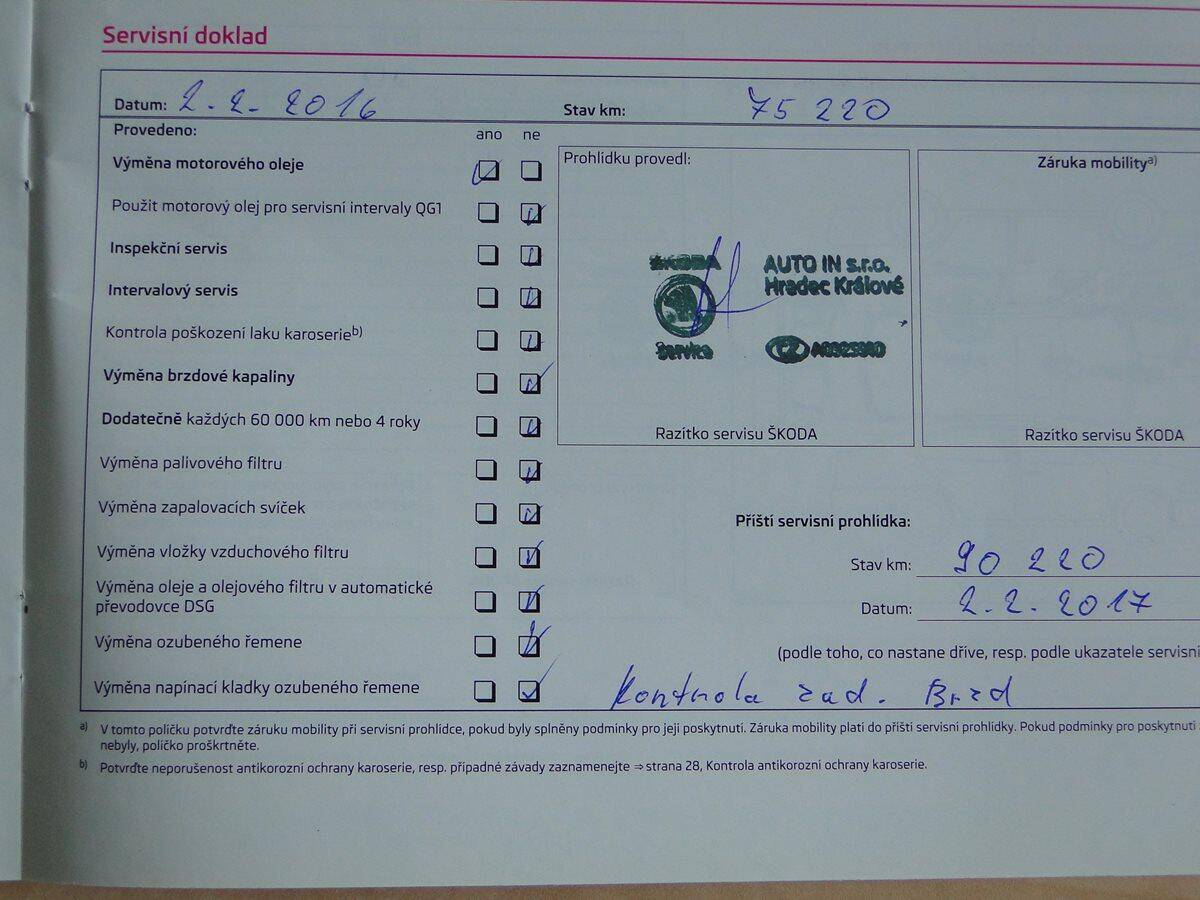 Servisní doklad
Datum: 2. 2. 2016 Stav km: 75 220
Provedeno: ano ne
Výměna motorového oleje
Použit motorový olej pro servisní intervaly QG1
Inspekční servis
Intervalový servis
Kontrola poškození laku karoserie b)
Výměna brzdové kapaliny
Dodatečně každých 60 000 km nebo 4 roky
Výměna palivového filtru
Výměna zapalovacích svíček
Výměna vložky vzduchového filtru
Výměna oleje a olejového filtru v automatické
převodovce DSG
Výměna ozubeného řemene
Výměna napínací kladky ozubeného řemene
Prohlídku provedl:
ŠKODA
Service
AUTO IN s.r.o.
Hradec Králové
CZ
Razítko servisu ŠKODA
Záruka mobility a)
Razítko servisu ŠKODA
Příští servisní prohlídka:
Stav km: 90 220
Datum: 2. 2. 2017
(podle toho, co nastane dříve, resp. podle ukazatele servisní
Kontrola zad. Brzd
a) V tomto políčku potvrďte záruku mobility při servisní prohlídce, pokud byly splněny podmínky pro její poskytnutí. Záruka mobility platí do příští servisní prohlídky. Pokud podmínky pro poskytnutí
nebyly, políčko proškrtněte.
b) Potvrďte neporušenost antikorozní ochrany karoserie, resp. případné závady zaznamenejte ⇒ strana 28, Kontrola antikorozní ochrany karoserie.